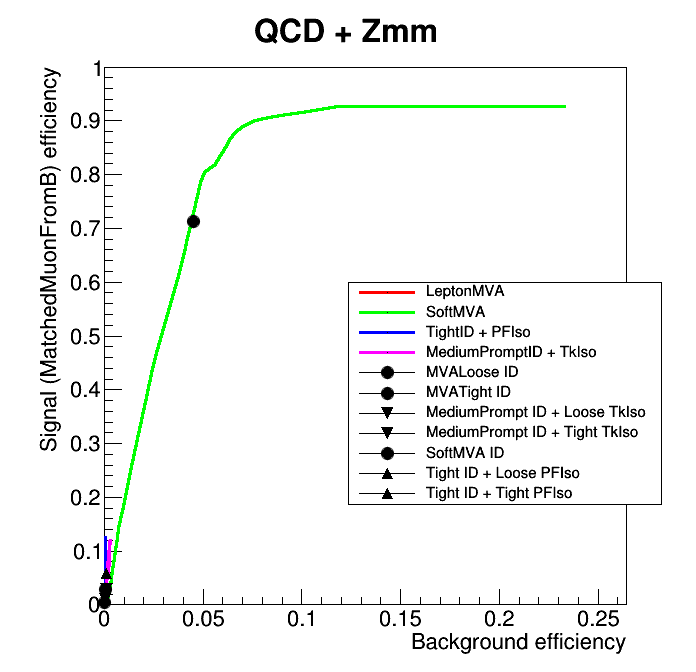 QCD + Zmm
Signal (MatchedMuonFromB) efficiency
1
0.9
0.8
0.7
0.6
0.5
0.4
0.3
0.2
0.1
0
LeptonMVA
SoftMVA
TightID + PFIso
MediumPromptID + TkIso
MVALoose ID
MVATight ID
MediumPrompt ID + Loose TkIso
MediumPrompt ID + Tight TkIso
SoftMVA ID
Tight ID + Loose PFIso
Tight ID + Tight PFIso
0 0.05 0.1 0.15 0.2 0.25
Background efficiency